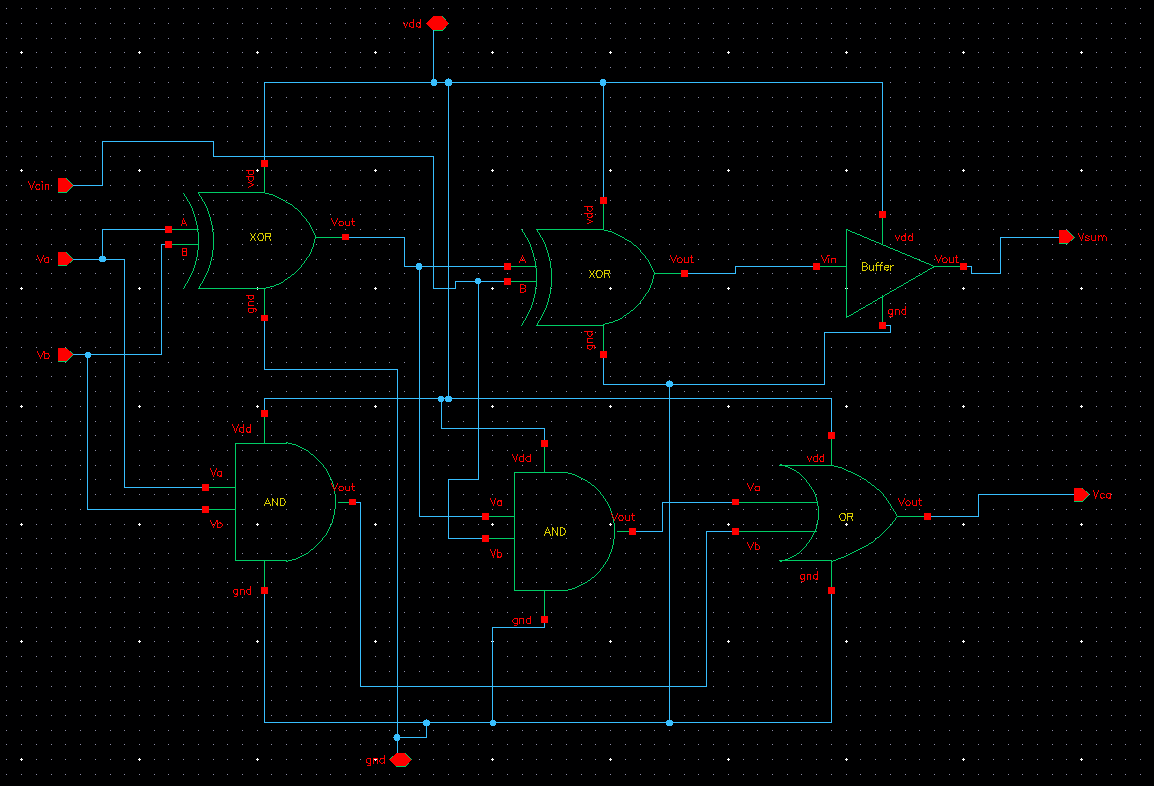 vdd
Vcin
vdd
A
XOR
Vout
B
gnd
Va
Vb
vdd
A
XOR
Vout
B
gnd
vdd
Vin
Buffer
Vout
gnd
Vsum
Vdd
Va
AND
Vout
Vb
gnd
Vdd
Va
AND
Vout
Vb
gnd
vdd
Va
OR
Vout
Vb
gnd
gnd